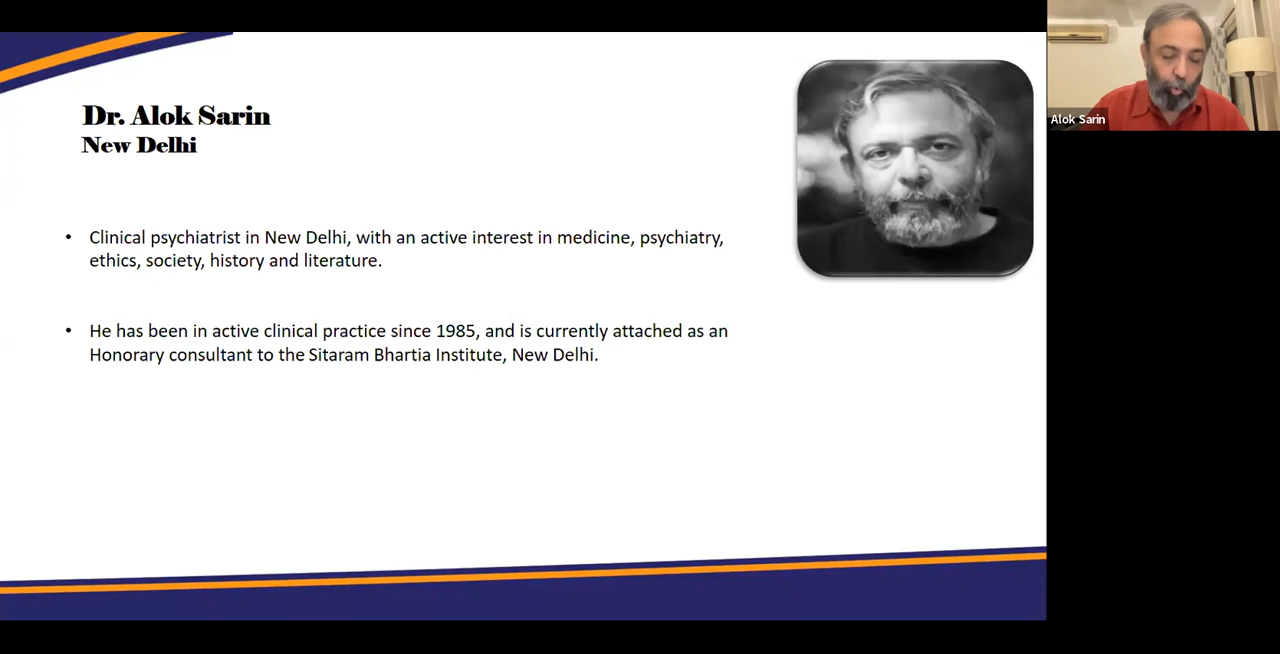 Dr. Alok Sarin
New Delhi
• Clinical psychiatrist in New Delhi, with an active interest in medicine, psychiatry,
ethics, society, history and literature.
• He has been in active clinical practice since 1985, and is currently attached as an
Honorary consultant to the Sitaram Bhartia Institute, New Delhi.
Alok Sarin